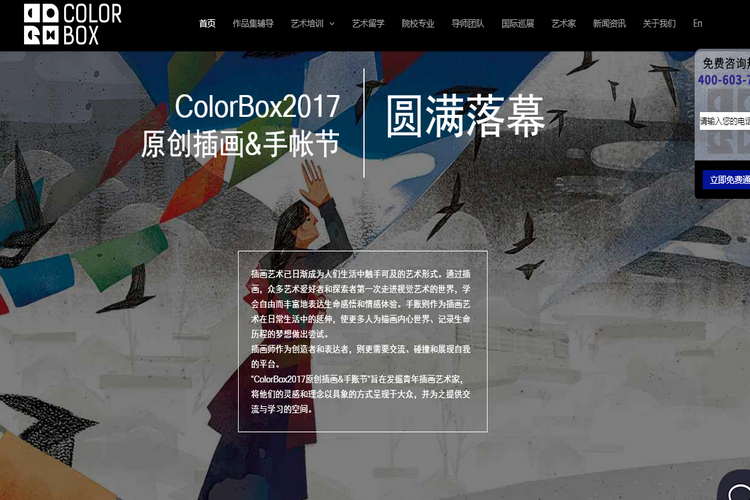 COLOR
BOX
首页 作品集辅导 艺术培训 艺术留学 院校专业 导师团队 国际巡展 艺术家 新闻资讯 关于我们 En
免费咨询热
400-603-7
请输入您的电话
立即免费通
ColorBox2017
原创插画&手帐节
圆满落幕
插画艺术已日渐成为人们生活中触手可及的艺术形式。通过插
画，众多艺术爱好者和探索者第一次走进视觉艺术的世界，学
会自由而丰富地表达生命感悟和情感体验。手账则作为插画艺
术在日常生活中的延伸，使更多人为描画内心世界、记录生命
历程的梦想做出尝试。
插画师作为创造者和表达者，则更需要交流、碰撞和展现自我
的平台。
"ColorBox2017原创插画&手账节"旨在发掘青年插画艺术家，
将他们的灵感和理念以具象的方式呈现于大众，并为之提供交
流与学习的空间。